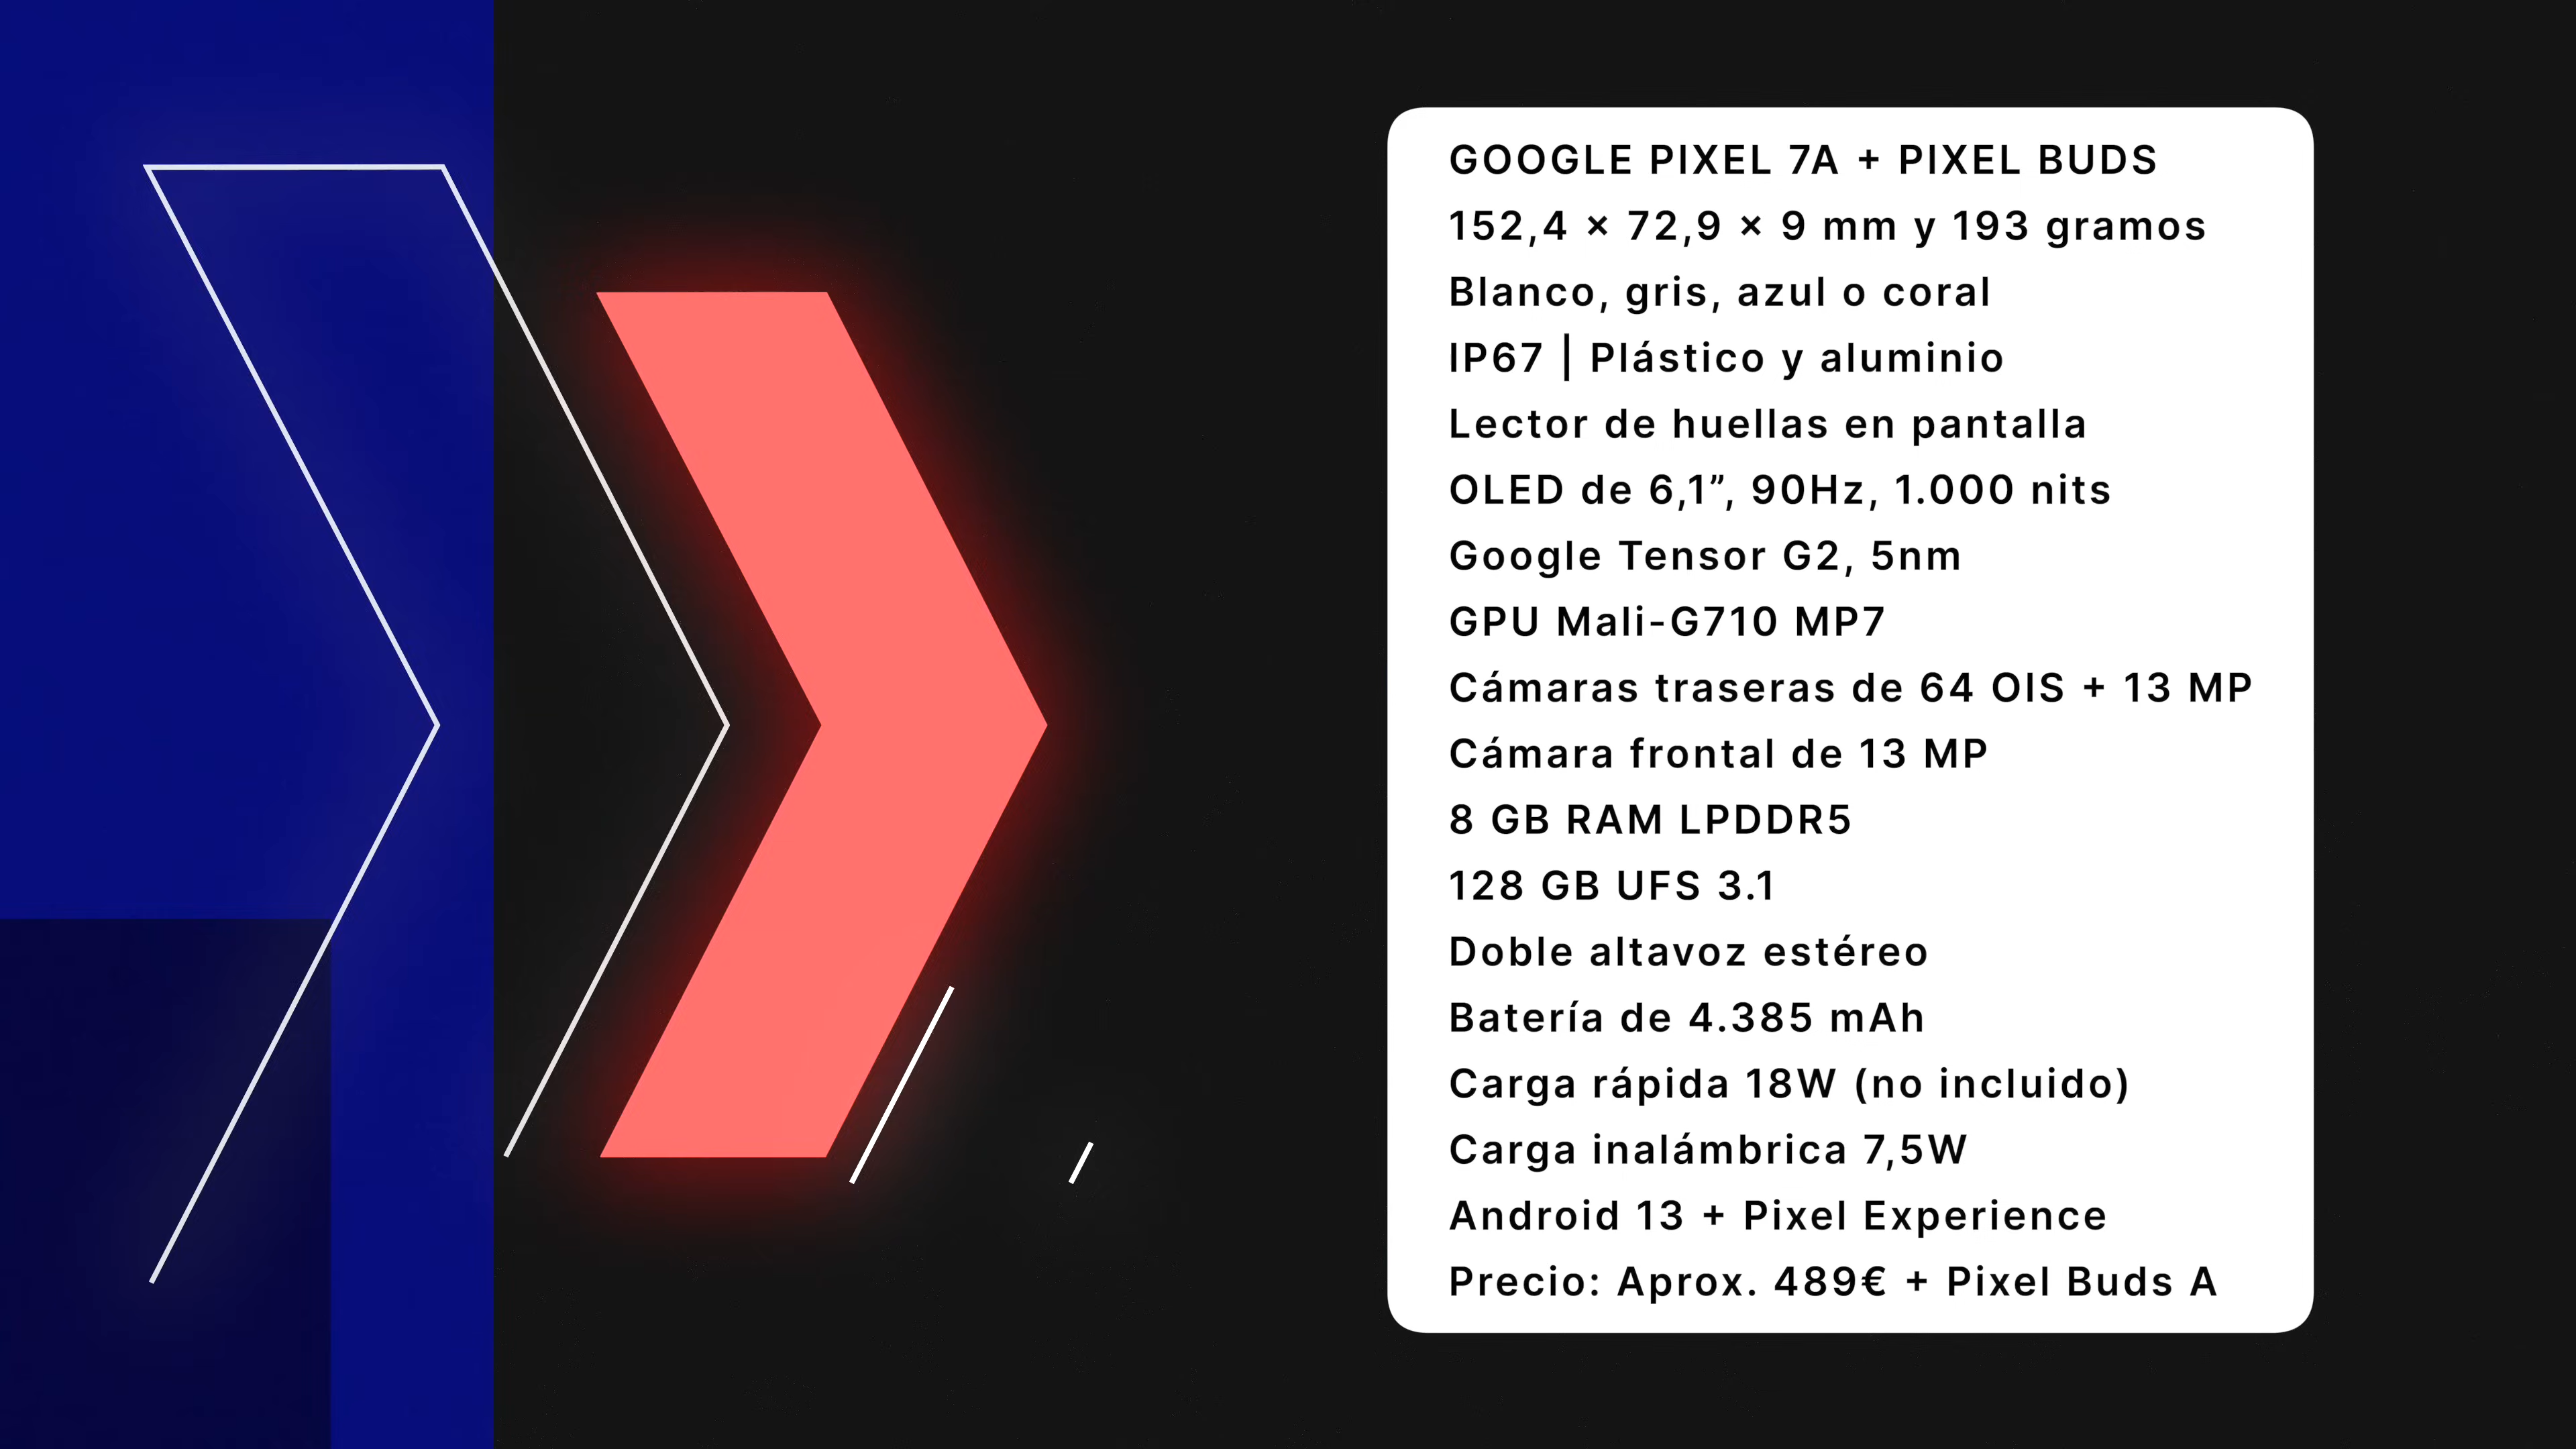 GOOGLE PIXEL 7A + PIXEL BUDS
152,4 × 72,9 × 9 mm y 193 gramos
Blanco, gris, azul o coral
IP67 | Plástico y aluminio
Lector de huellas en pantalla
OLED de 6,1”, 90Hz, 1.000 nits
Google Tensor G2, 5nm
GPU Mali-G710 MP7
Cámaras traseras de 64 OIS + 13 MP
Cámara frontal de 13 MP
8 GB RAM LPDDR5
128 GB UFS 3.1
Doble altavoz estéreo
Batería de 4.385 mAh
Carga rápida 18W (no incluido)
Carga inalámbrica 7,5W
Android 13 + Pixel Experience
Precio: Aprox. 489€ + Pixel Buds A